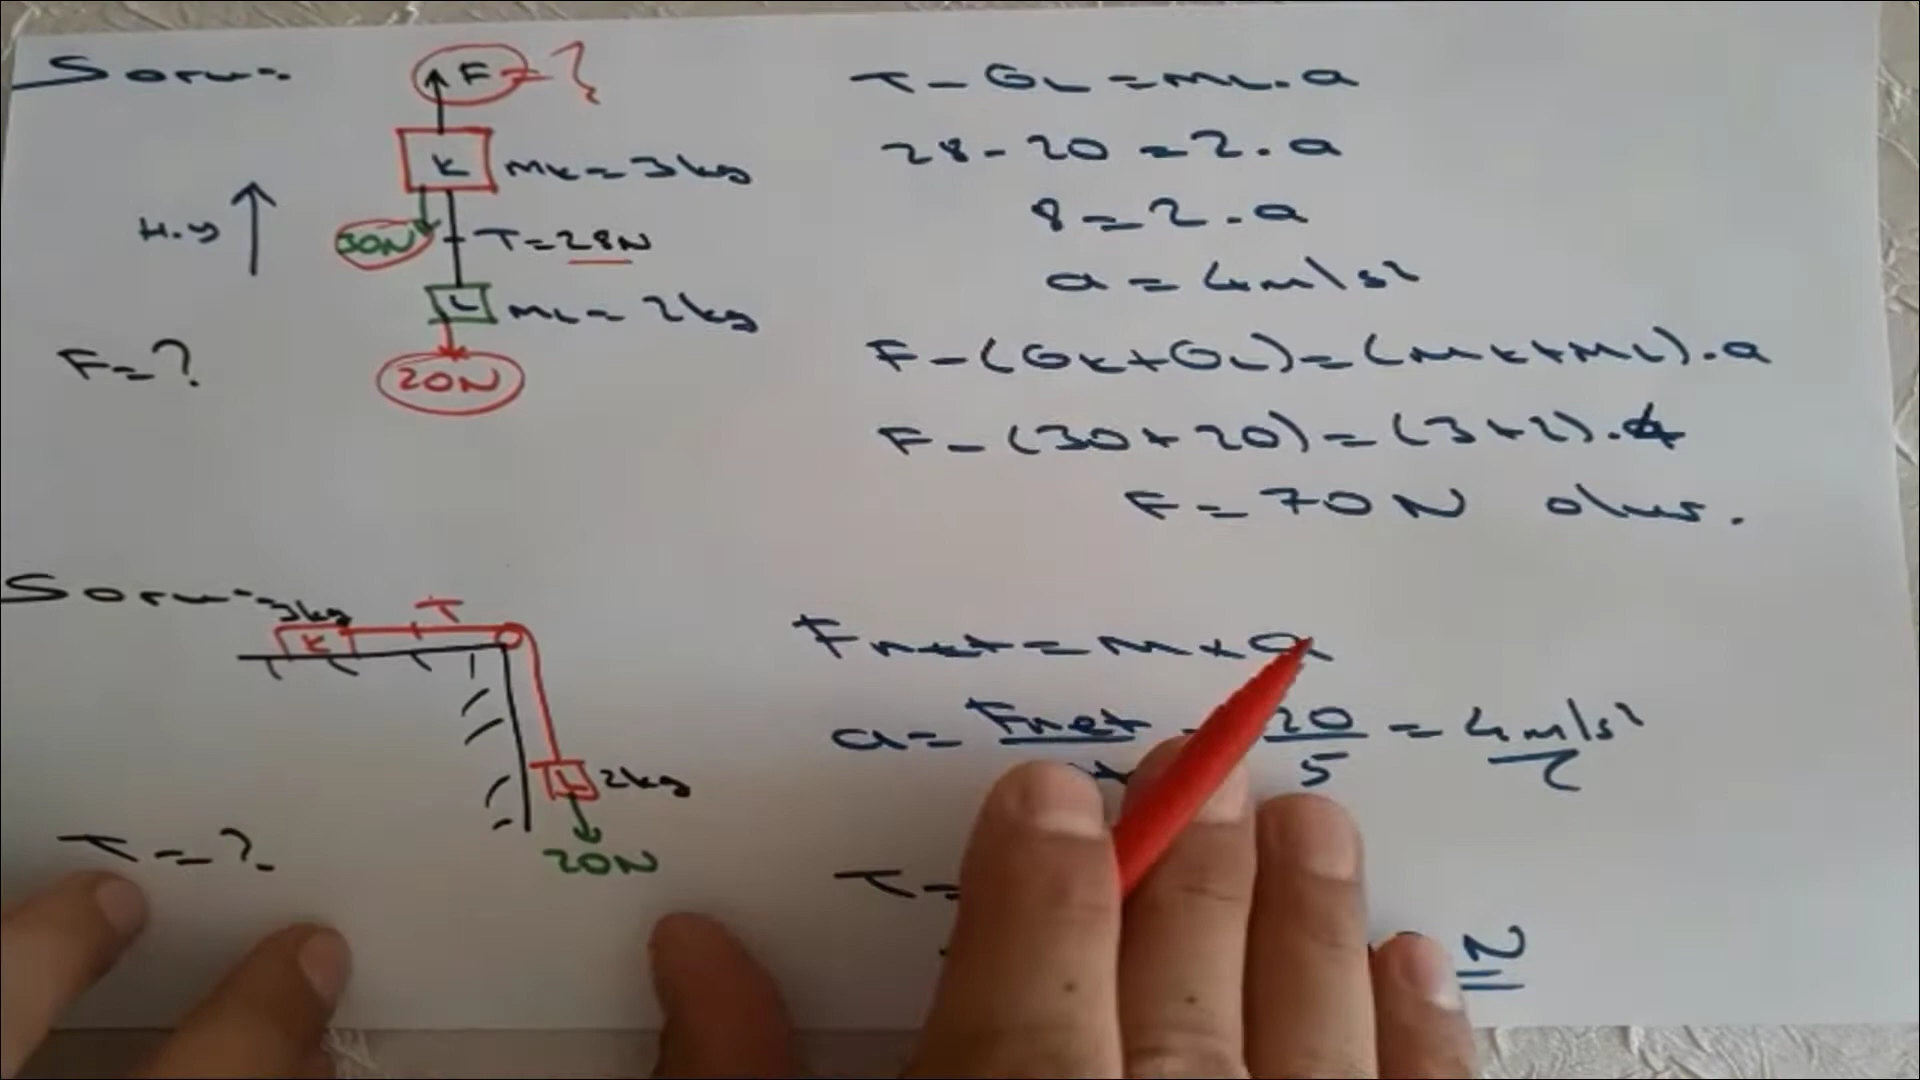 Soru=
F=?
K
mK=3kg
H.Y
30N
T=28N
L
mL=2kg
20N
F=?
T-GL=mL.a
28-20=2.a
8=2.a
a=4m/s²
F-(GK+GL)=(mK+mL).a
F-(30+20)=(3+2).4
F=70N olur.
Soru=
3kg
K
T
L
2kg
20N
T=?
Fnet=mxa
a=Fnet
20/5=4m/s²
T=
N